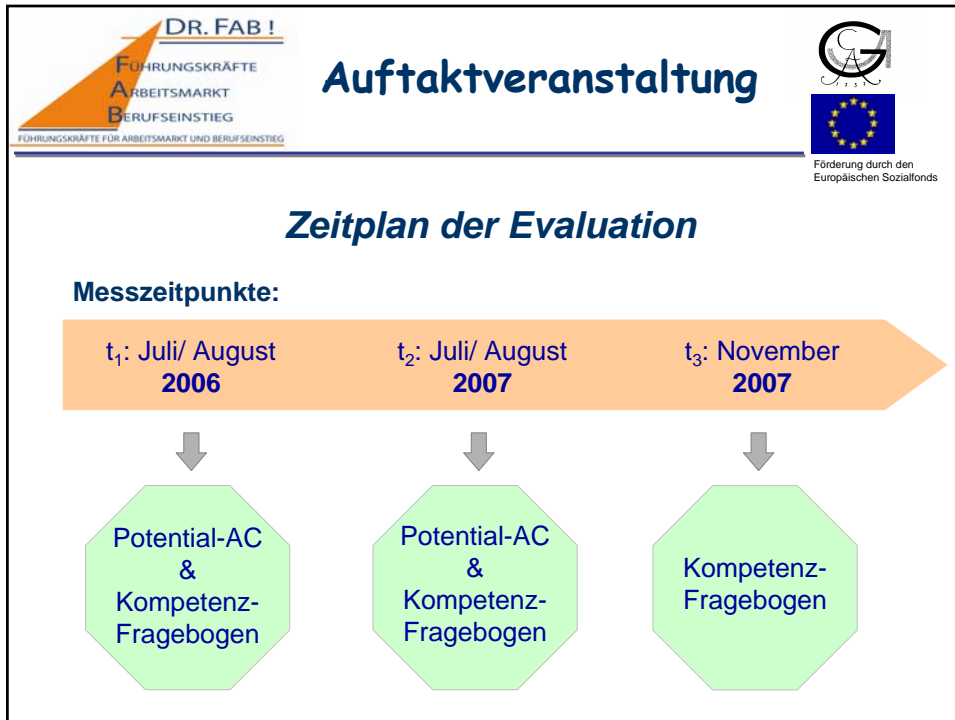 DR. FAB !
FÜHRUNGSKRÄFTE
ARBEITSMARKT
BERUFSEINSTIEG
FÜHRUNGSKRÄFTE FÜR ARBEITSMARKT UND BERUFSEINSTIEG
Auftaktveranstaltung
Förderung durch den
Europäischen Sozialfonds
Zeitplan der Evaluation
Messzeitpunkte:
t₁: Juli/ August
2006
t₂: Juli/ August
2007
t₃: November
2007
Potential-AC
&
Kompetenz-
Fragebogen
Potential-AC
&
Kompetenz-
Fragebogen
Kompetenz-
Fragebogen